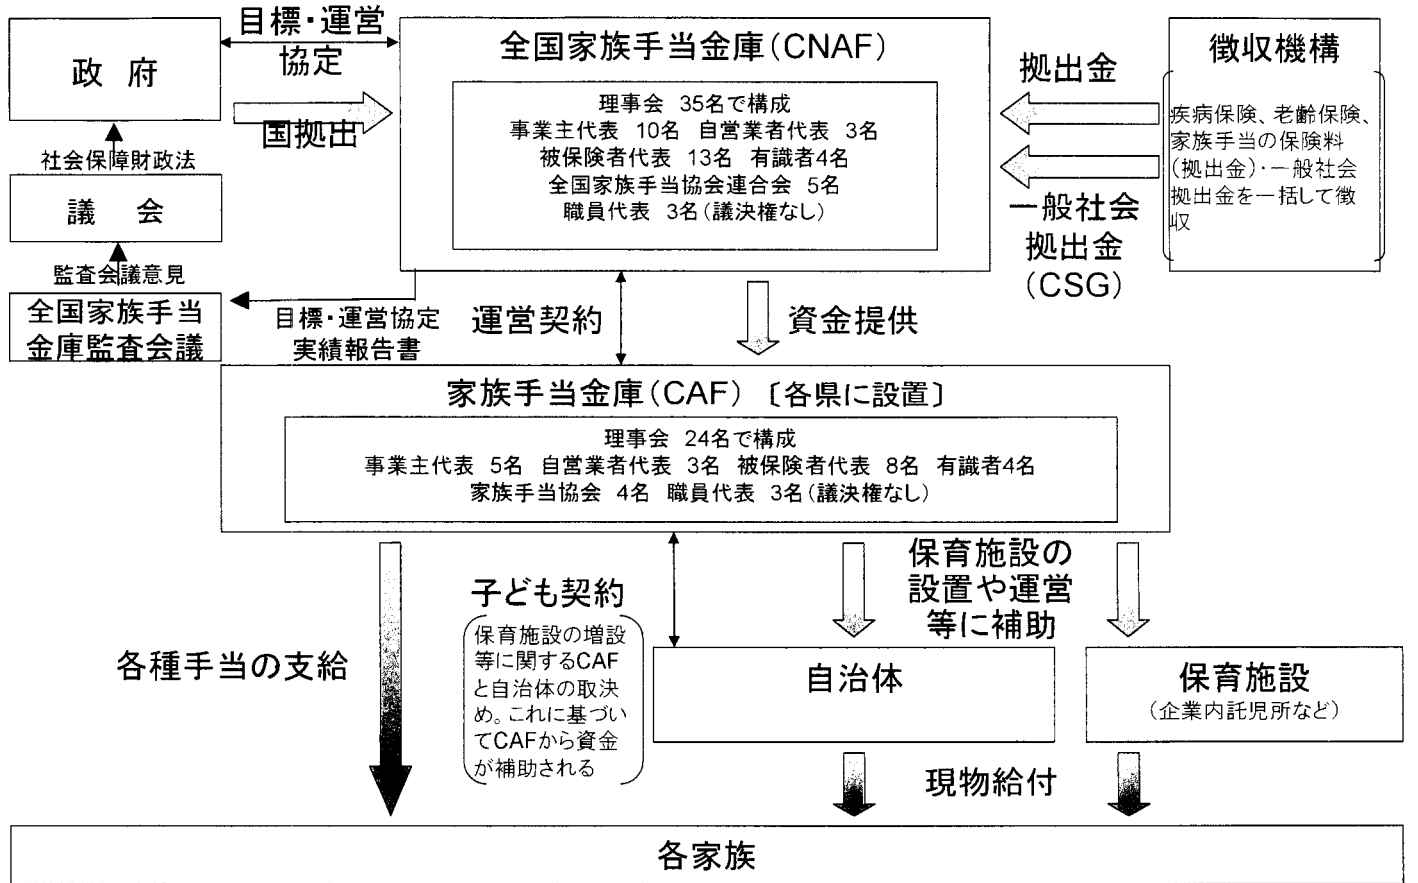 政 府
目標・運営
協定
国拠出
社会保障財政法
議 会
監査会議意見
全国家族手当
金庫監査会議
全国家族手当金庫(CNAF)
理事会 35名で構成
事業主代表 10名 自営業者代表 3名
被保険者代表 13名 有識者4名
全国家族手当協会連合会 5名
職員代表 3名(議決権なし)
拠出金
一般社会
拠出金
(CSG)
徴収機構
疾病保険、老齢保険、
家族手当の保険料
(拠出金)・一般社会
拠出金を一括して徴
収
目標・運営協定
実績報告書
運営契約
資金提供
家族手当金庫(CAF)〔各県に設置〕
理事会 24名で構成
事業主代表 5名 自営業者代表 3名 被保険者代表 8名 有識者4名
家族手当協会 4名 職員代表 3名(議決権なし)
各種手当の支給
子ども契約
保育施設の増設
等に関するCAF
と自治体の取決
め。これに基づい
てCAFから資金
が補助される
保育施設の
設置や運営
等に補助
自治体
保育施設
(企業内託児所など)
現物給付
各家族